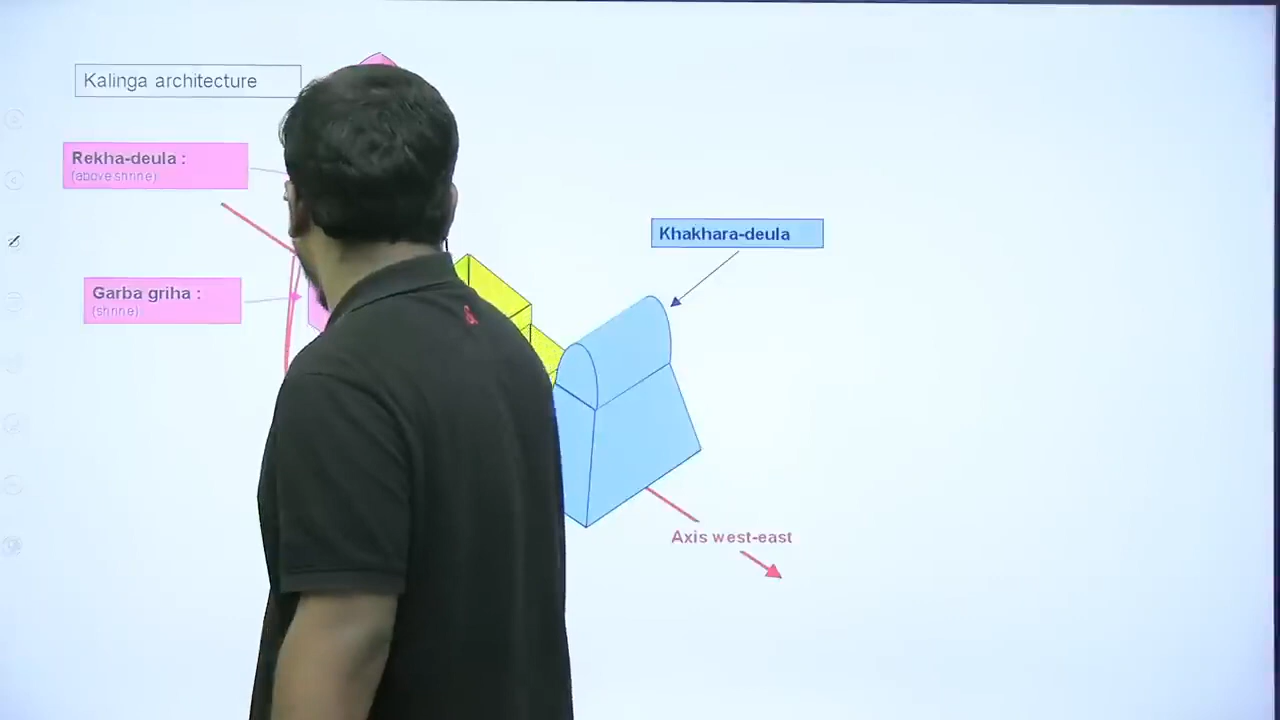 Kalinga architecture
Rekha-deula :
(above shrine)
Khakhara-deula
Garba griha :
(shrine)
Axis west-east